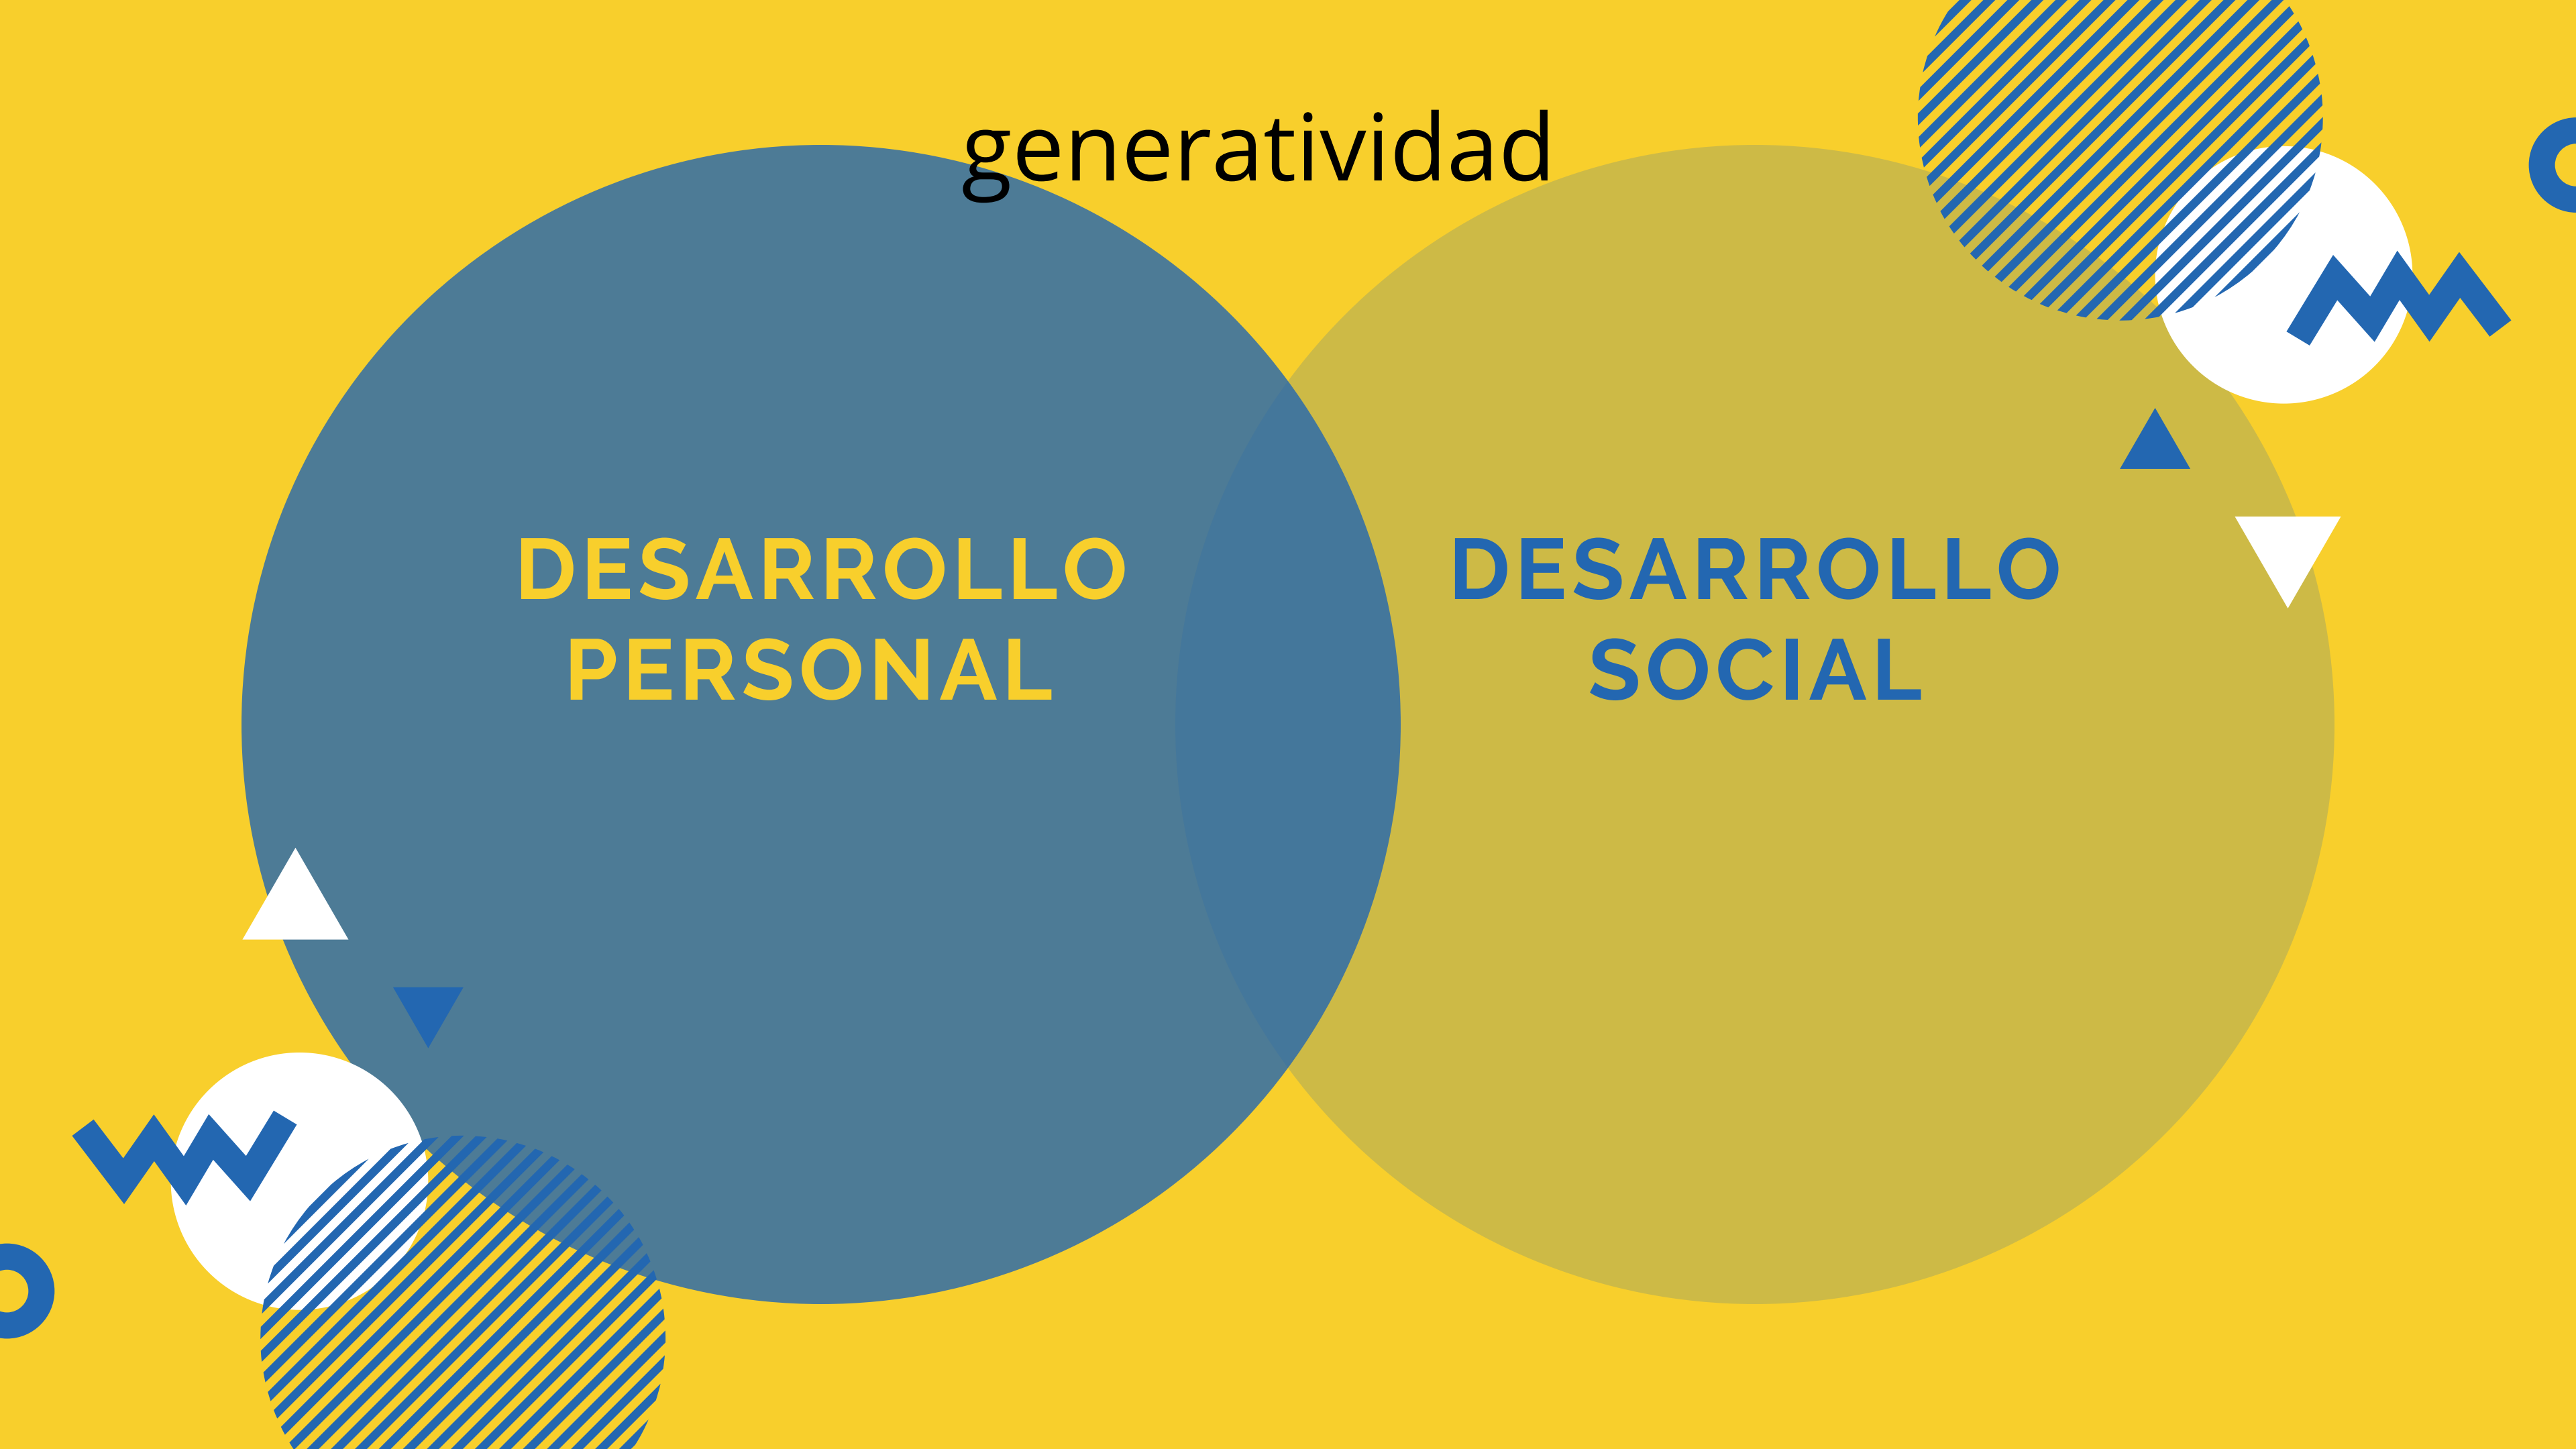 generatividad
DESARROLLO
PERSONAL
DESARROLLO
SOCIAL